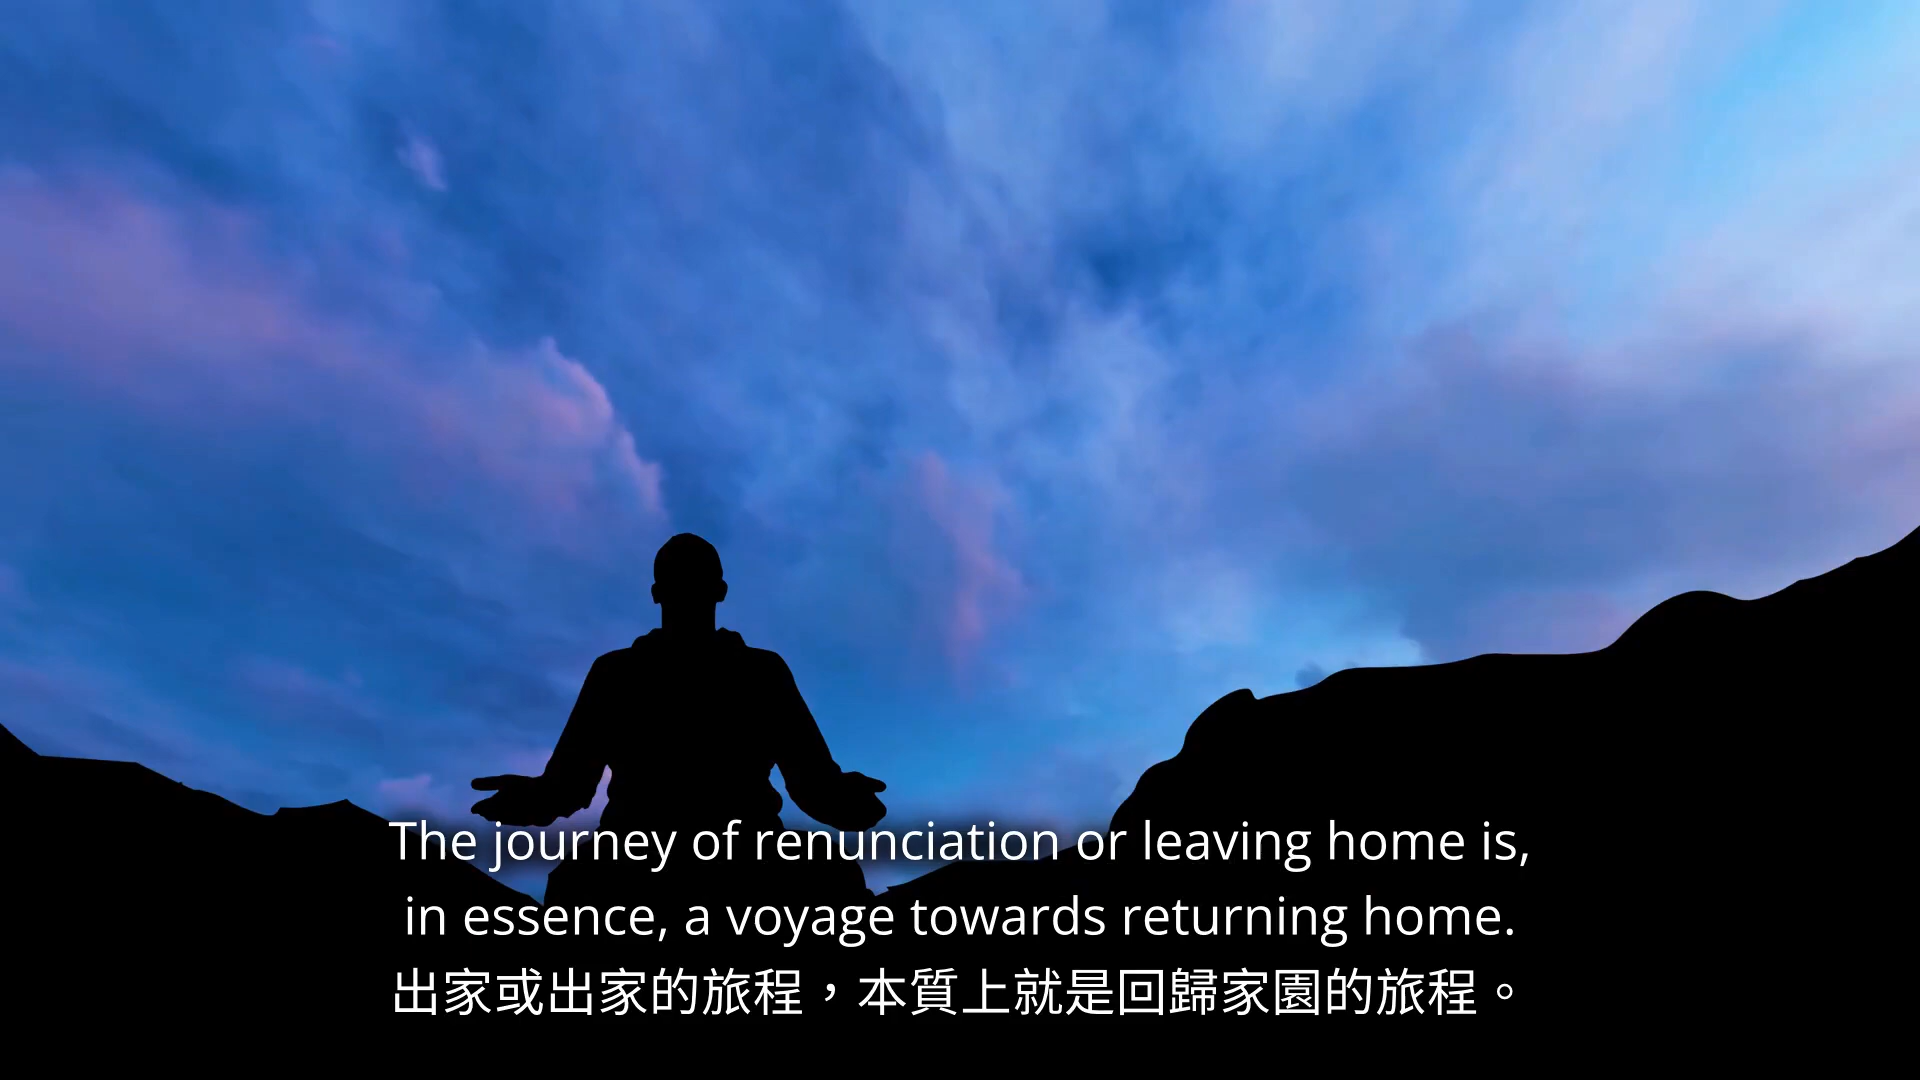 The journey of renunciation or leaving home is,
in essence, a voyage towards returning home.
出家或出家的旅程，本質上就是回歸家園的旅程。